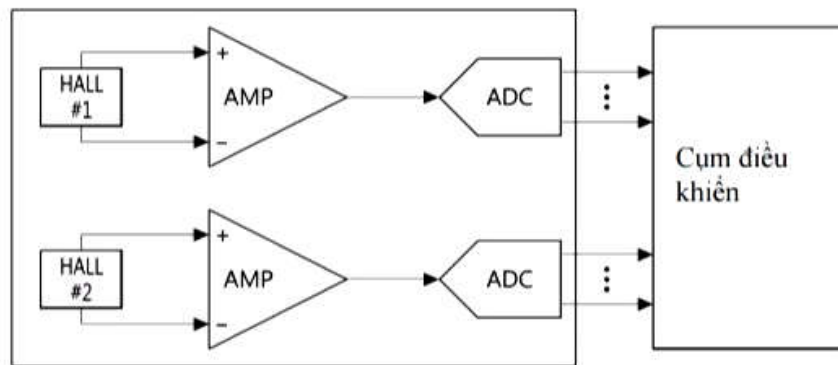 HALL
#1
+
−
AMP
ADC
Cụm điều
khiển
HALL
#2
+
−
AMP
ADC